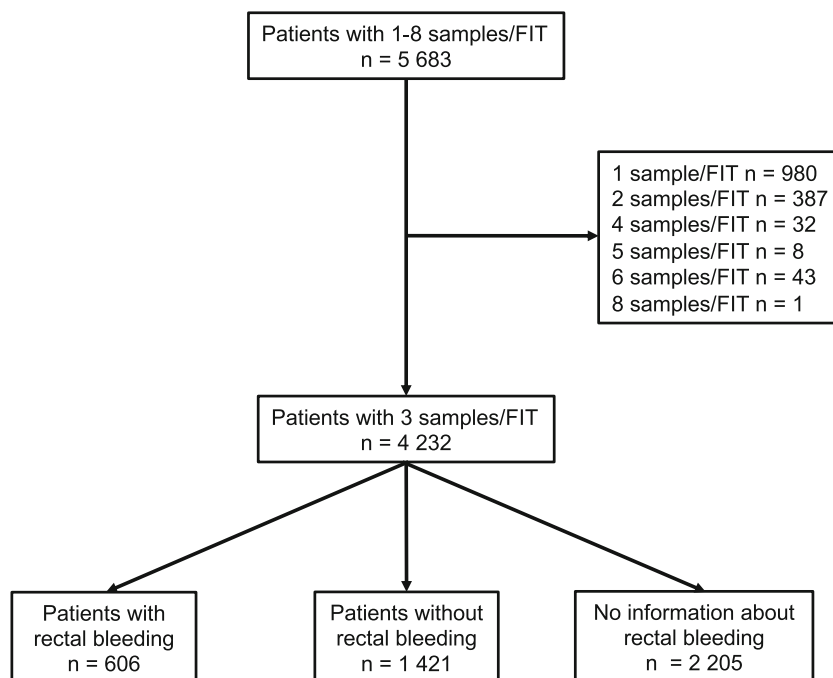 Patients with 1-8 samples/FIT
n = 5 683
1 sample/FIT n = 980
2 samples/FIT n = 387
4 samples/FIT n = 32
5 samples/FIT n = 8
6 samples/FIT n = 43
8 samples/FIT n = 1
Patients with 3 samples/FIT
n = 4 232
Patients with
rectal bleeding
n = 606
Patients without
rectal bleeding
n = 1 421
No information about
rectal bleeding
n = 2 205